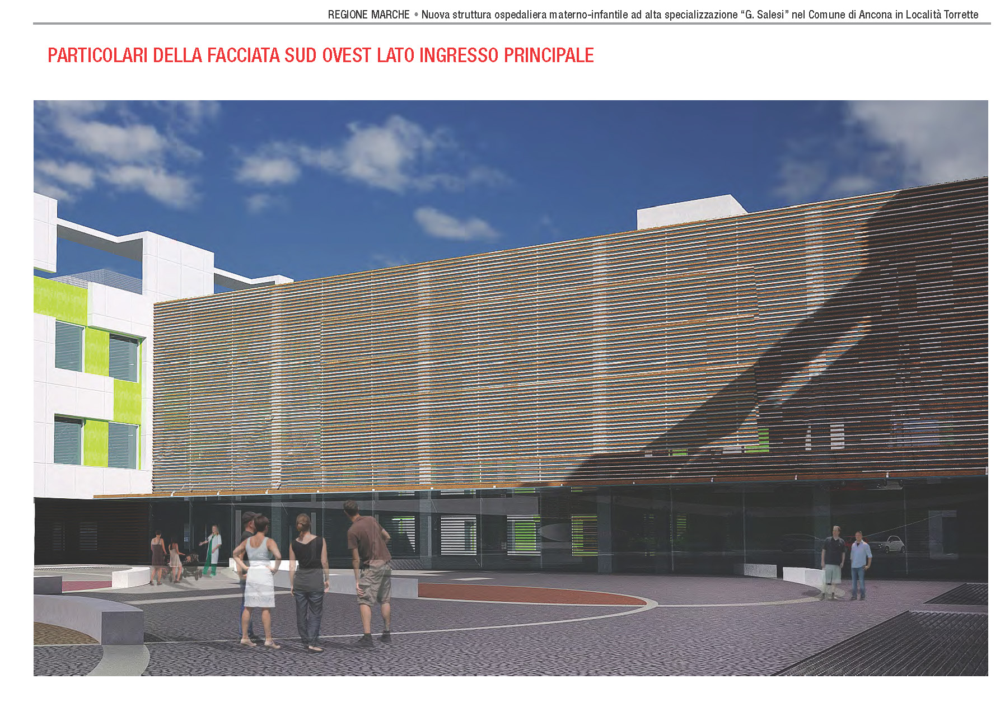 REGIONE MARCHE • Nuova struttura ospedaliera materno-infantile ad alta specializzazione “G. Salesi” nel Comune di Ancona in Località Torrette
PARTICOLARI DELLA FACCIATA SUD OVEST LATO INGRESSO PRINCIPALE